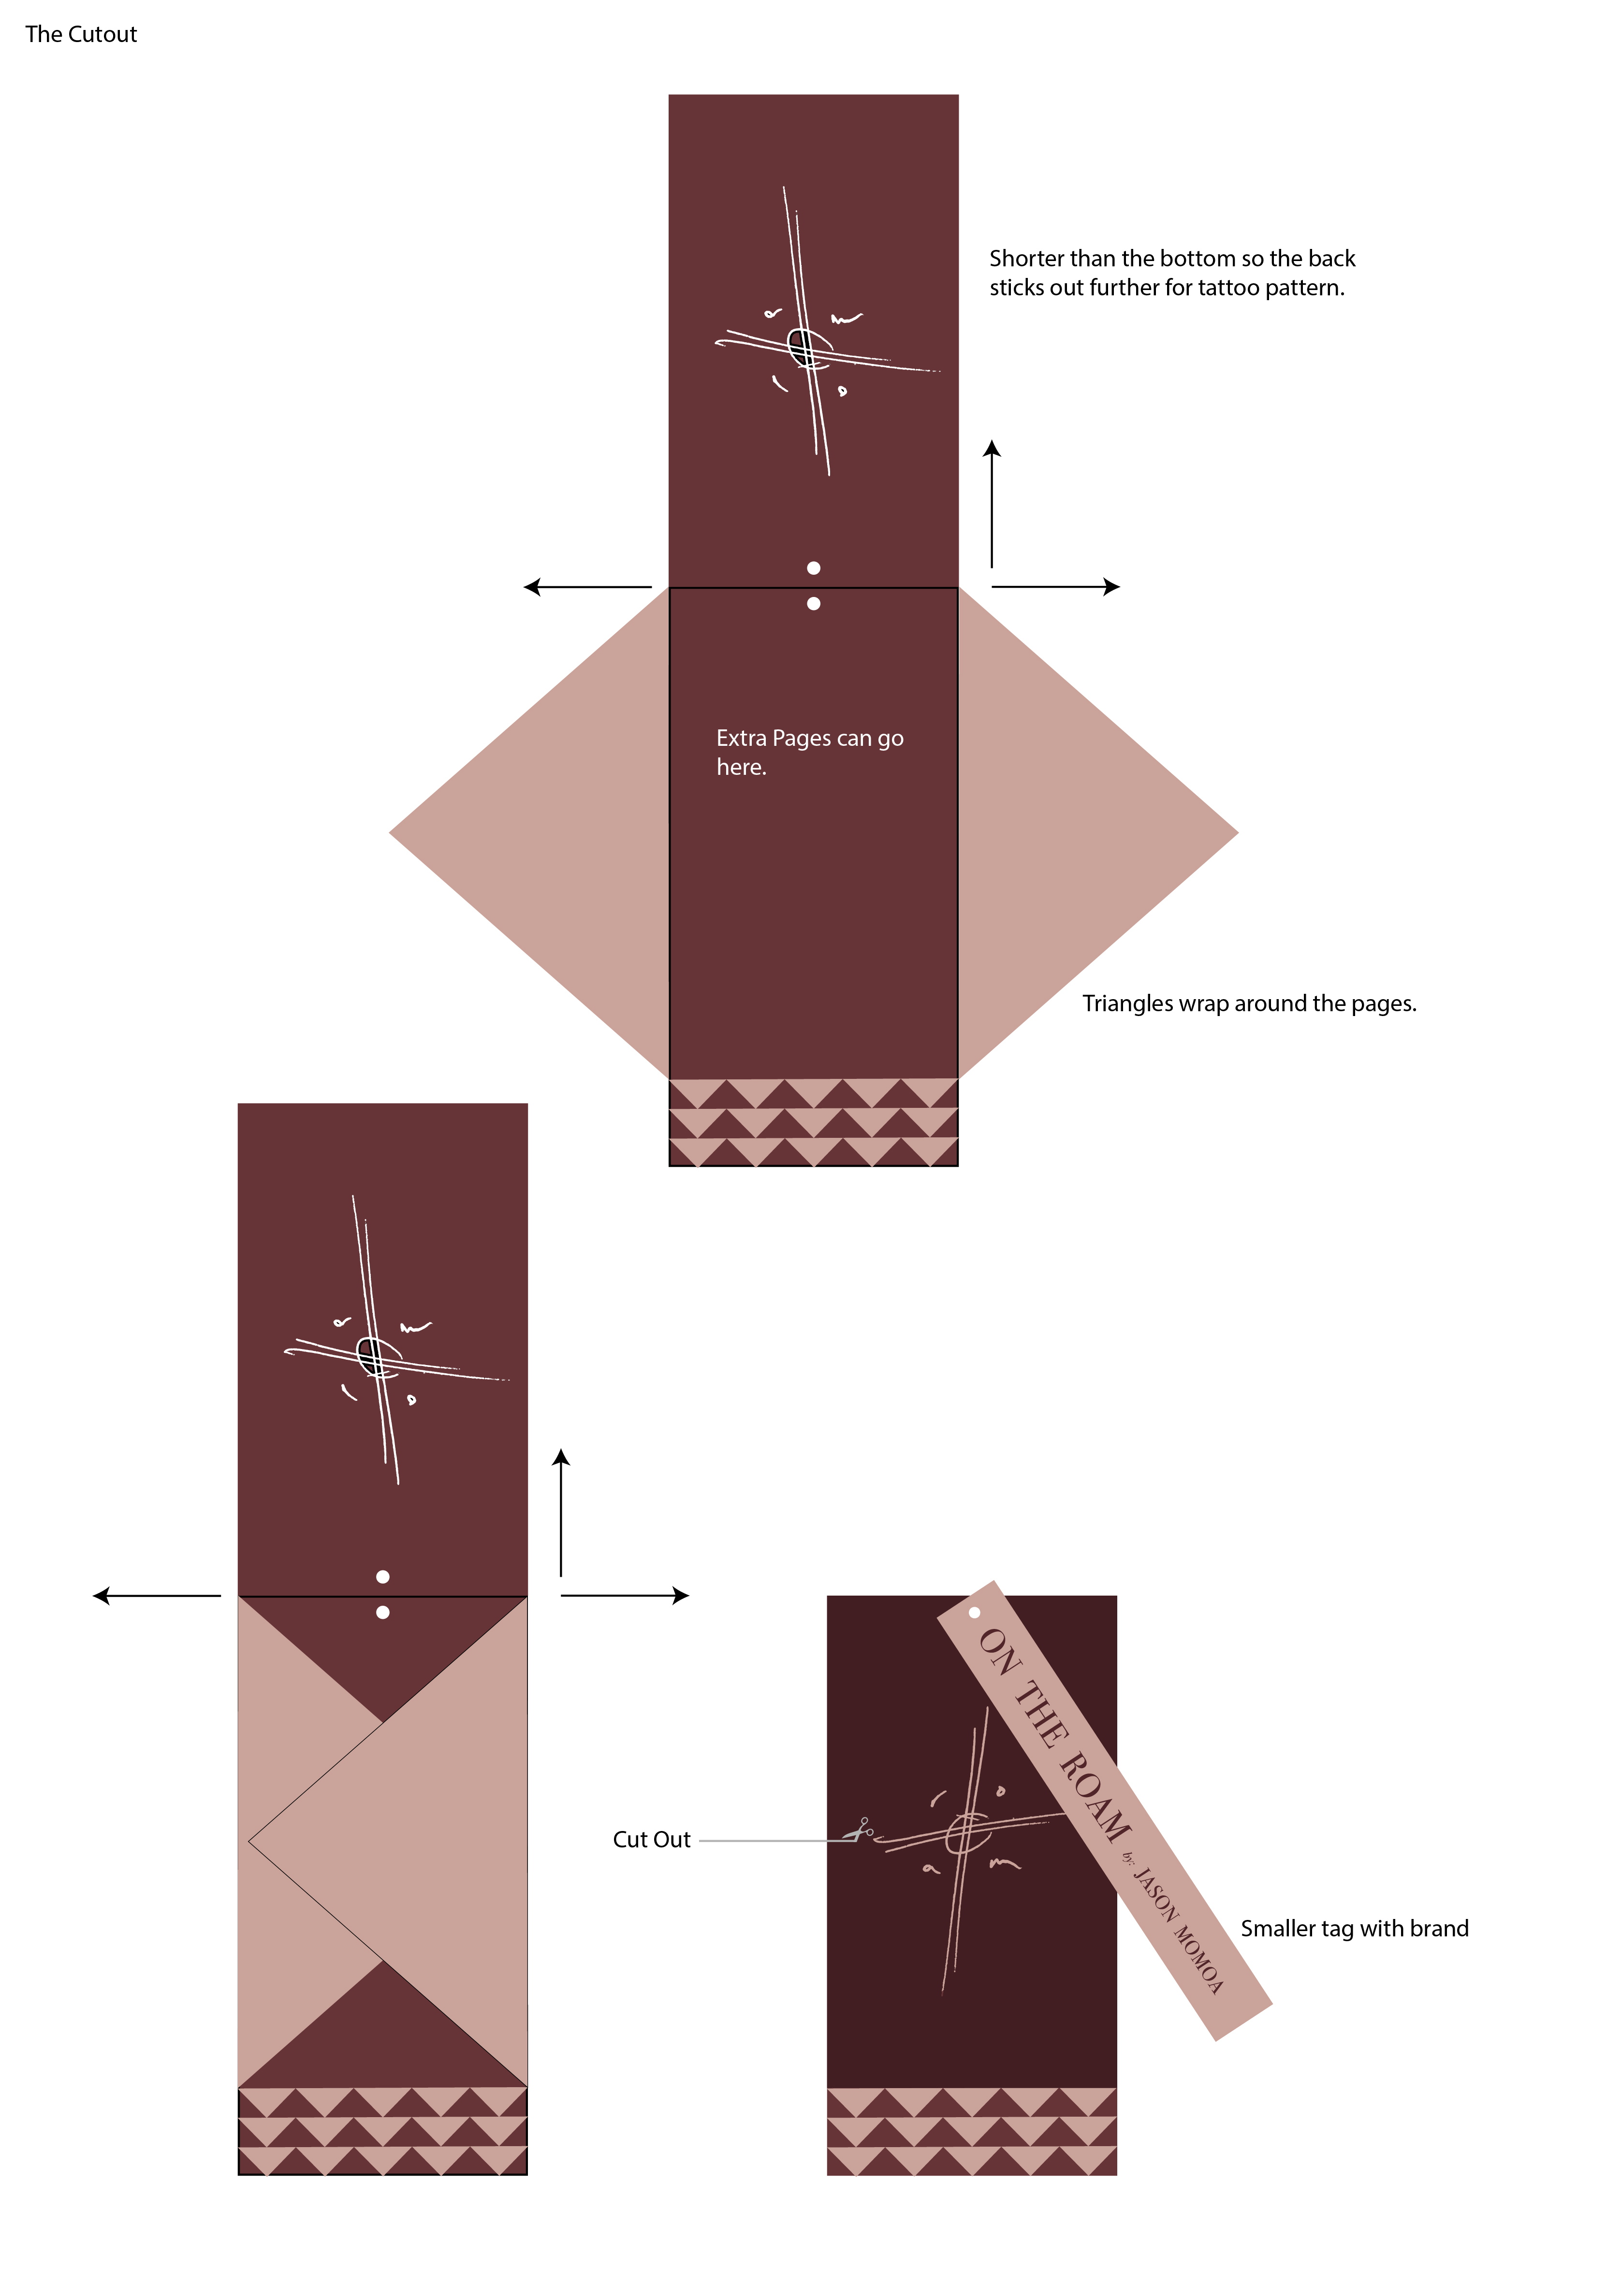 The Cutout
Shorter than the bottom so the back
sticks out further for tattoo pattern.
Extra Pages can go
here.
Triangles wrap around the pages.
ON THE ROAM by: JASON MOMOA
Cut Out
Smaller tag with brand